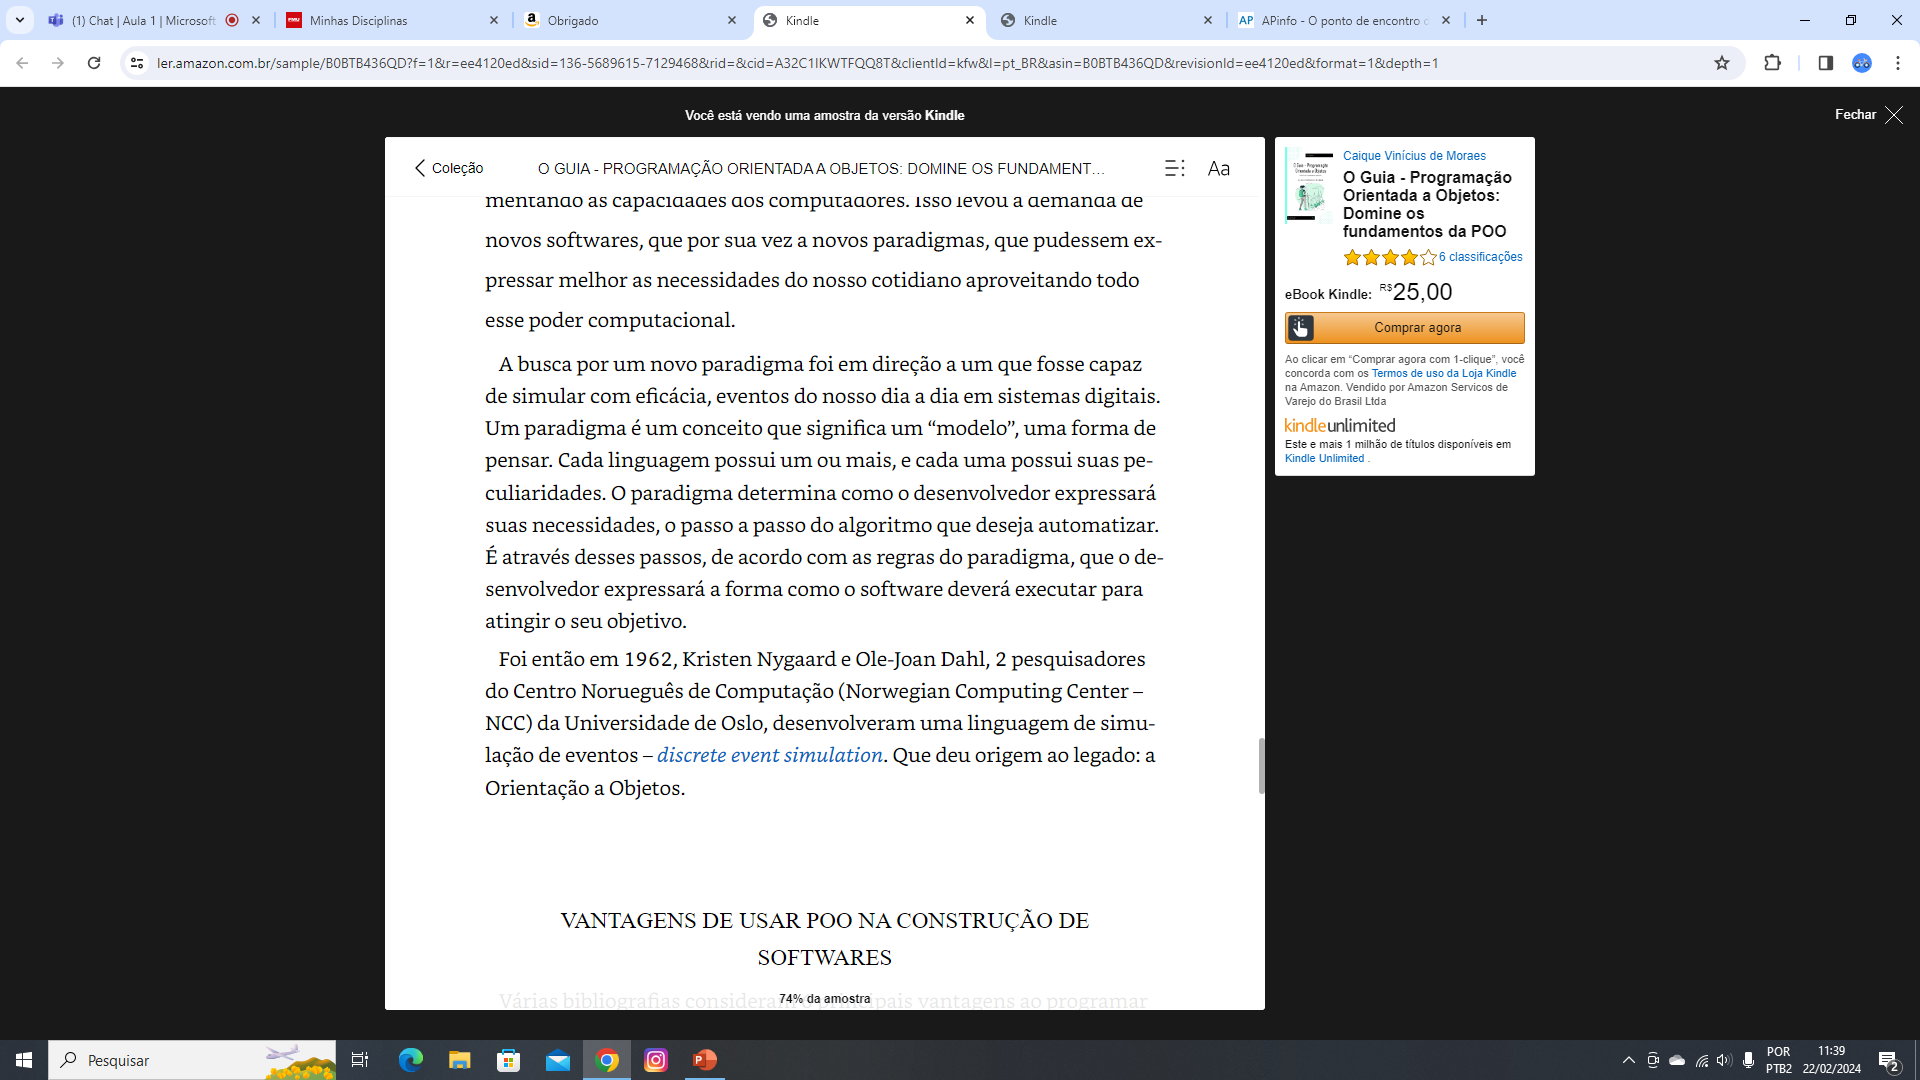 (1) Chat | Aula 1 | Microsoft
Minhas Disciplinas
Obrigado
Kindle
Kindle
APinfo - O ponto de encontro
ler.amazon.com.br/sample/B0BTB436QD?f=1&r=ee4120ed&sid=136-5689615-7129468&rid=&cid=A32C1IKWTFQQ8T&clientId=kfw&l=pt_BR&asin=B0BTB436QD&revisionId=ee4120ed&format=1&depth=1
Você está vendo uma amostra da versão Kindle
Fechar
Coleção
O GUIA - PROGRAMAÇÃO ORIENTADA A OBJETOS: DOMINE OS FUNDAMENT…
Aa
mentando as capacidades dos computadores. Isso levou a demanda de
novos softwares, que por sua vez a novos paradigmas, que pudessem ex-
pressar melhor as necessidades do nosso cotidiano aproveitando todo
esse poder computacional.
A busca por um novo paradigma foi em direção a um que fosse capaz
de simular com eficácia, eventos do nosso dia a dia em sistemas digitais.
Um paradigma é um conceito que significa um “modelo”, uma forma de
pensar. Cada linguagem possui um ou mais, e cada uma possui suas pe-
culiaridades. O paradigma determina como o desenvolvedor expressará
suas necessidades, o passo a passo do algoritmo que deseja automatizar.
É através desses passos, de acordo com as regras do paradigma, que o de-
senvolvedor expressará a forma como o software deverá executar para
atingir o seu objetivo.
Foi então em 1962, Kristen Nygaard e Ole-Joan Dahl, 2 pesquisadores
do Centro Norueguês de Computação (Norwegian Computing Center –
NCC) da Universidade de Oslo, desenvolveram uma linguagem de simu-
lação de eventos – discrete event simulation. Que deu origem ao legado: a
Orientação a Objetos.
VANTAGENS DE USAR POO NA CONSTRUÇÃO DE
SOFTWARES
Várias bibliografias consideram principais vantagens ao programar
74% da amostra
Caique Vinícius de Moraes
O Guia - Programação
Orientada a Objetos:
Domine os
fundamentos da POO
6 classificações
eBook Kindle: R$25,00
Comprar agora
Ao clicar em “Comprar agora com 1-clique”, você
concorda com os Termos de uso da Loja Kindle
na Amazon. Vendido por Amazon Servicos de
Varejo do Brasil Ltda
kindleunlimited
Este e mais 1 milhão de títulos disponíveis em
Kindle Unlimited .
Pesquisar
POR
PTB2
11:39
22/02/2024
2